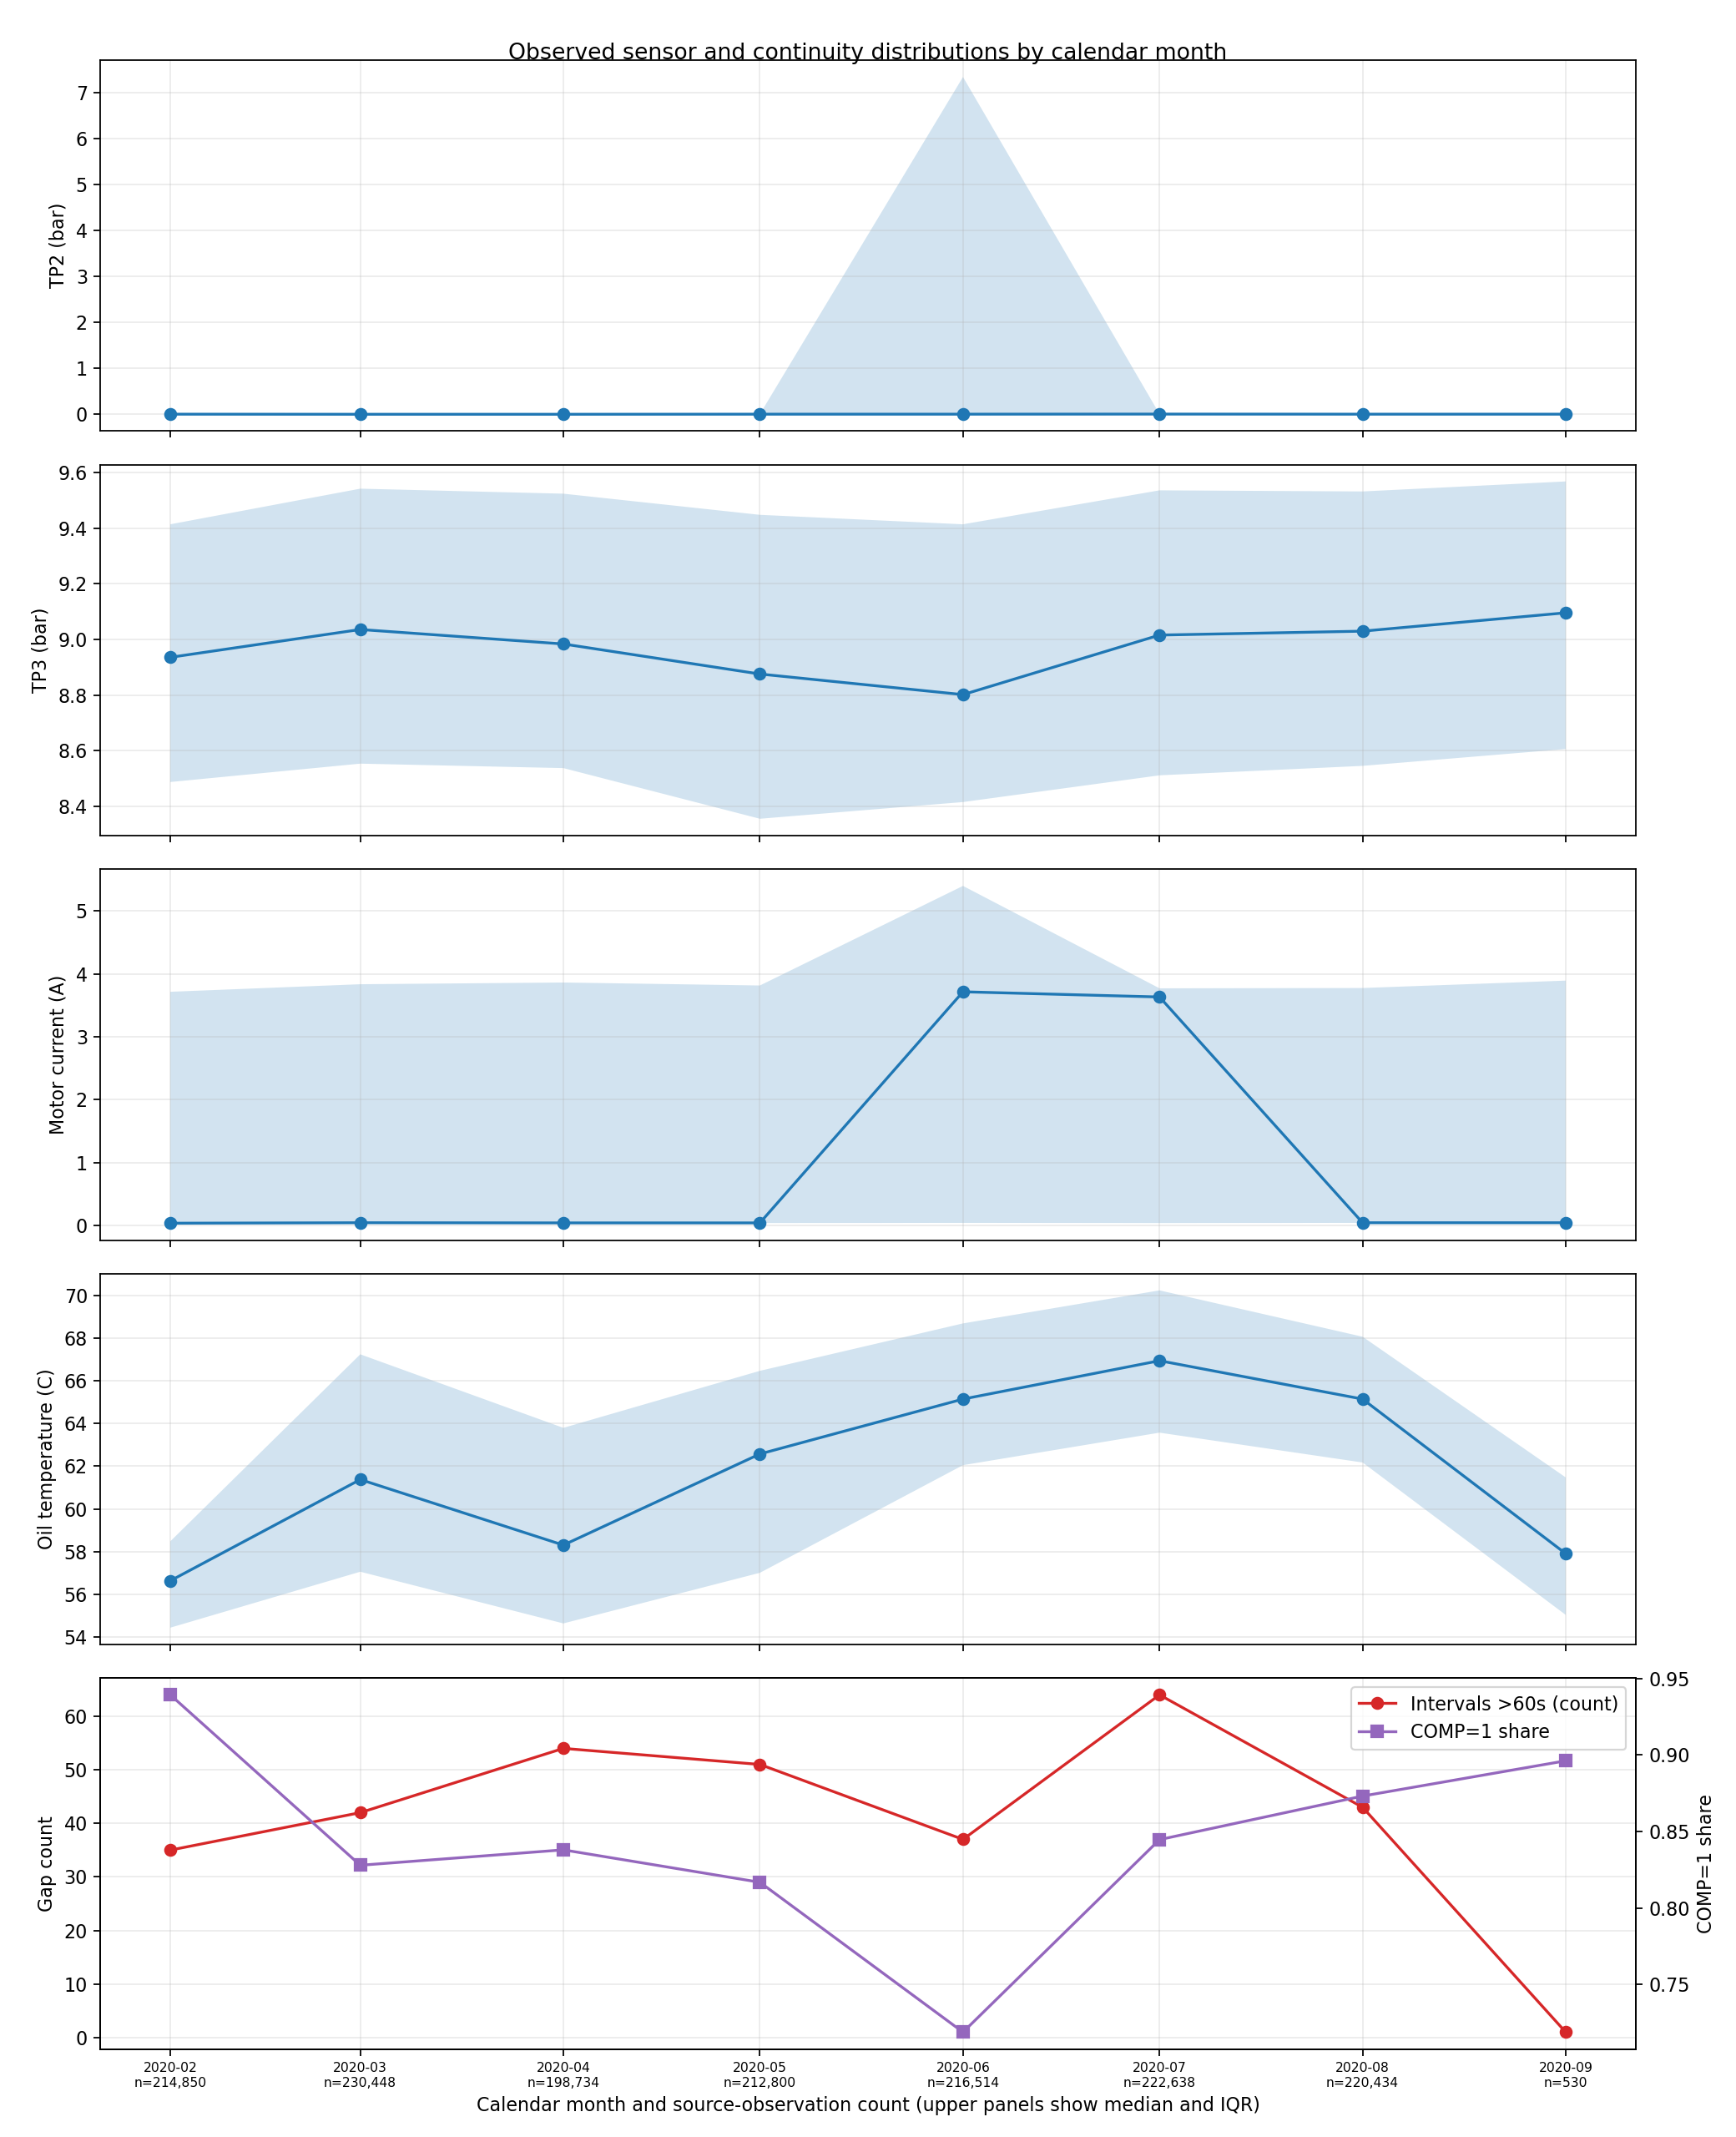 Observed sensor and continuity distributions by calendar month
7
6
5
4
3
2
1
0
TP2 (bar)
9.6
9.4
9.2
9.0
8.8
8.6
8.4
TP3 (bar)
5
4
3
2
1
0
Motor current (A)
70
68
66
64
62
60
58
56
54
Oil temperature (C)
60
50
40
30
20
10
0
Gap count
Intervals >60s (count)
COMP=1 share
0.95
0.90
0.85
0.80
0.75
COMP=1 share
2020-02
n=214,850
2020-03
n=230,448
2020-04
n=198,734
2020-05
n=212,800
2020-06
n=216,514
2020-07
n=222,638
2020-08
n=220,434
2020-09
n=530
Calendar month and source-observation count (upper panels show median and IQR)